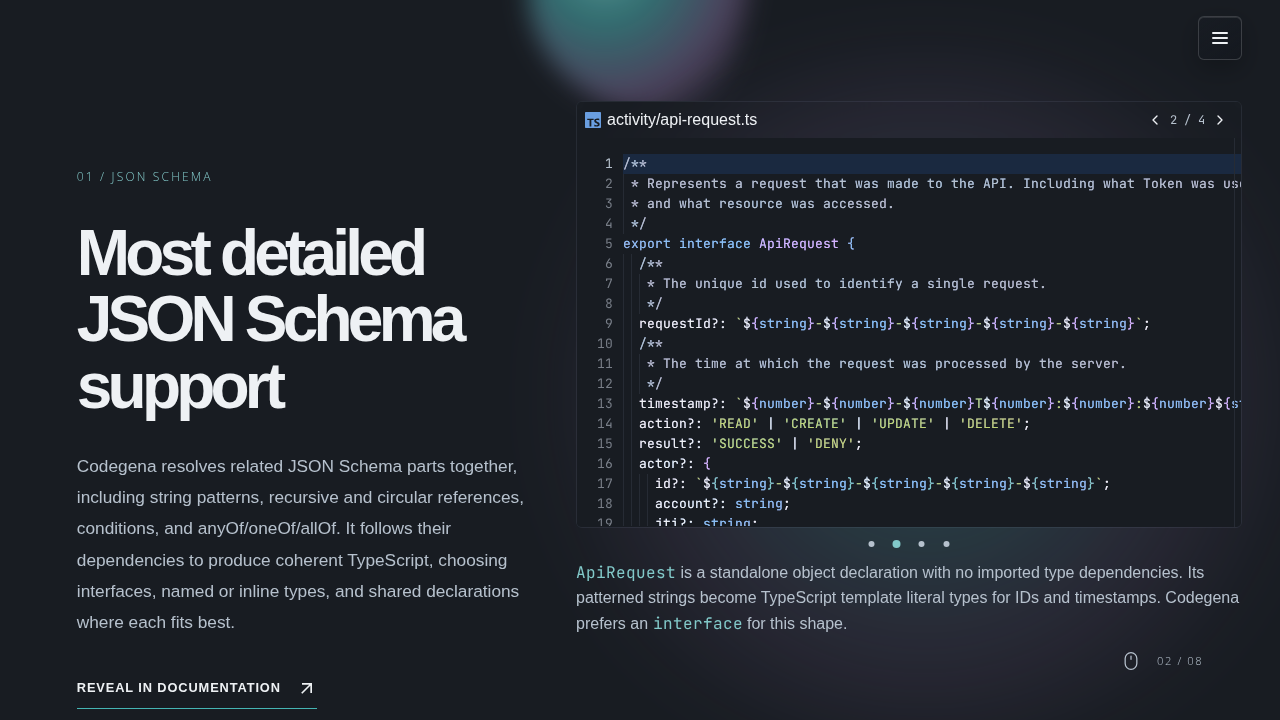 01 / JSON SCHEMA
Most detailed
JSON Schema
support
Codegena resolves related JSON Schema parts together,
including string patterns, recursive and circular references,
conditions, and anyOf/oneOf/allOf. It follows their
dependencies to produce coherent TypeScript, choosing
interfaces, named or inline types, and shared declarations
where each fits best.
REVEAL IN DOCUMENTATION
TS activity/api-request.ts
2 / 4
1 /**
2 * Represents a request that was made to the API. Including what Token was use
3 * and what resource was accessed.
4 */
5 export interface ApiRequest {
6 /**
7 * The unique id used to identify a single request.
8 */
9 requestId?: `${string}-${string}-${string}-${string}-${string}`;
10 /**
11 * The time at which the request was processed by the server.
12 */
13 timestamp?: `${number}-${number}-${number}T${number}:${number}:${number}${st
14 action?: 'READ' | 'CREATE' | 'UPDATE' | 'DELETE';
15 result?: 'SUCCESS' | 'DENY';
16 actor?: {
17 id?: `${string}-${string}-${string}-${string}-${string}`;
18 account?: string;
19 iti?: string;
ApiRequest is a standalone object declaration with no imported type dependencies. Its
patterned strings become TypeScript template literal types for IDs and timestamps. Codegena
prefers an interface for this shape.
02 / 08